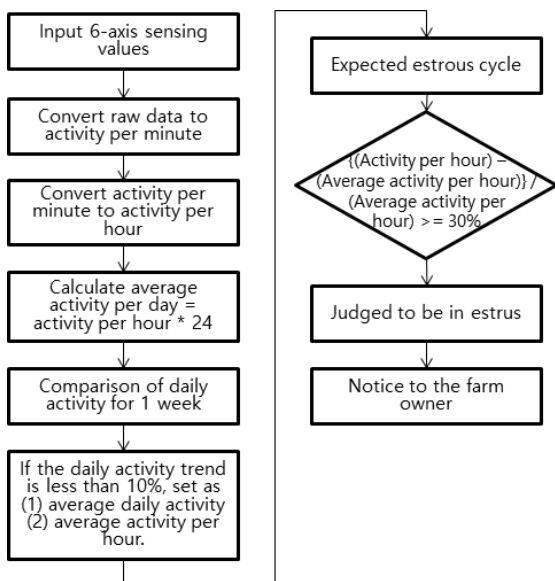 Input 6-axis sensing
values
Convert raw data to
activity per minute
Convert activity per
minute to activity per
hour
Calculate average
activity per day =
activity per hour * 24
Comparison of daily
activity for 1 week
If the daily activity trend
is less than 10%, set as
(1) average daily activity
(2) average activity per
hour.
Expected estrous cycle
{(Activity per hour) –
(Average activity per hour)} /
(Average activity per
hour) >= 30%
Judged to be in estrus
Notice to the farm
owner